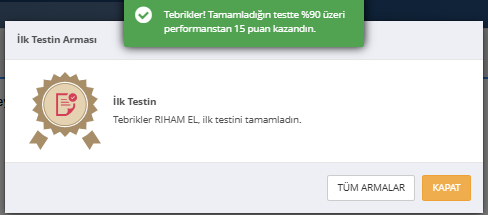 Tebrikler! Tamamladığın testte %90 üzeri
performanstan 15 puan kazandın.
İlk Testin Arması
İlk Testin
Tebrikler RIHAM EL, ilk testini tamamladın.
TÜM ARMALAR
KAPAT